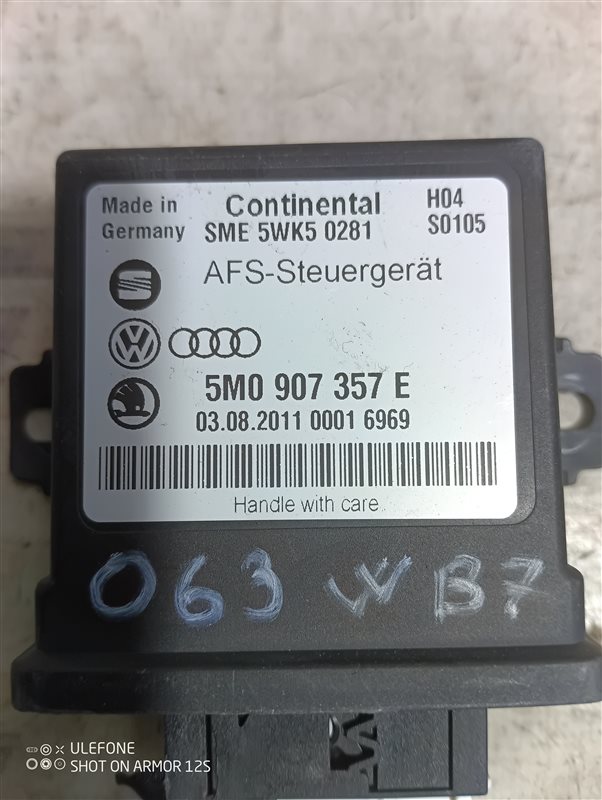 Made in Germany
Continental
SME 5WK5 0281
H04
S0105
AFS-Steuergerät
5M0 907 357 E
03.08.2011 0001 6969
Handle with care
063 WB7
ULEFONE
SHOT ON ARMOR 12S